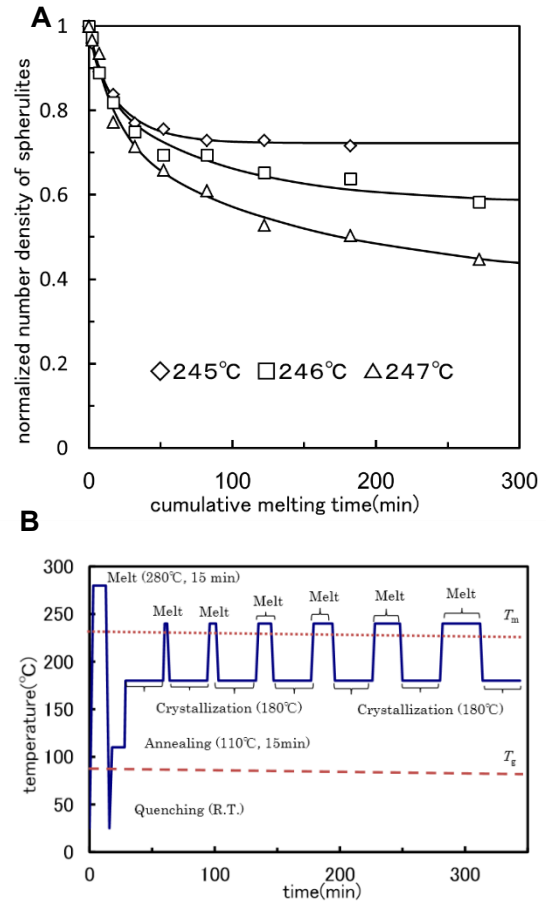 A
1
0.8
0.6
0.4
0.2
0
normalized number density of spherulites
◇245℃ □246℃ △247℃
0 100 200 300
cumulative melting time(min)
B
300
250
200
150
100
50
0
temperature(℃)
Melt (280℃, 15 min)
Melt Melt Melt Melt Melt Melt
Tm
Crystallization (180℃) Crystallization (180℃)
Annealing (110℃, 15min)
Tg
Quenching (R.T.)
0 100 200 300
time(min)